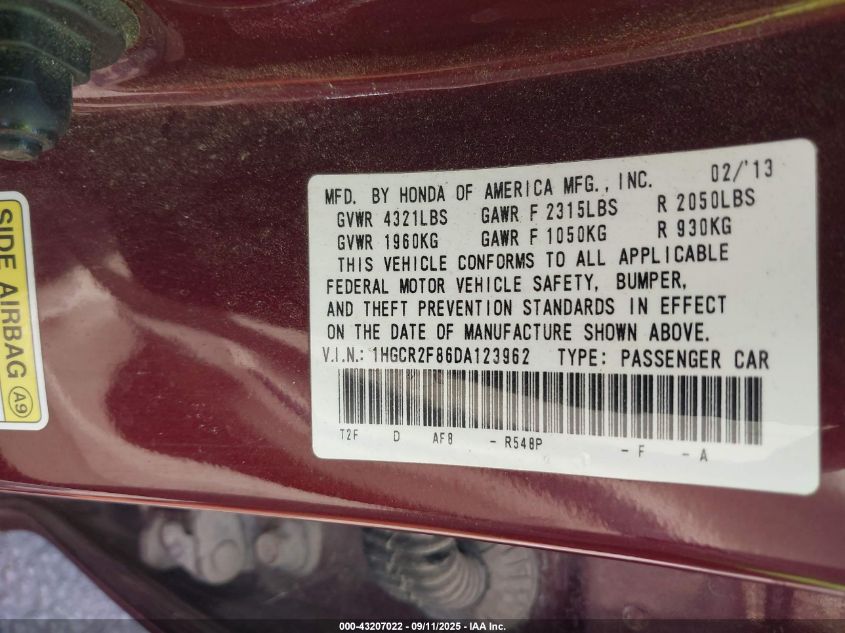 MFD. BY HONDA OF AMERICA MFG., INC. 02/'13
GVWR 4321LBS GAWR F 2315LBS R 2050LBS
GVWR 1960KG GAWR F 1050KG R 930KG
THIS VEHICLE CONFORMS TO ALL APPLICABLE
FEDERAL MOTOR VEHICLE SAFETY, BUMPER,
AND THEFT PREVENTION STANDARDS IN EFFECT
ON THE DATE OF MANUFACTURE SHOWN ABOVE.
V.I.N.: 1HGCR2F86DA123962 TYPE: PASSENGER CAR
T2F D AF8 - R548P - F - A
SIDE AIRBAG A9
000-43207022 - 09/11/2025 - IAA Inc.